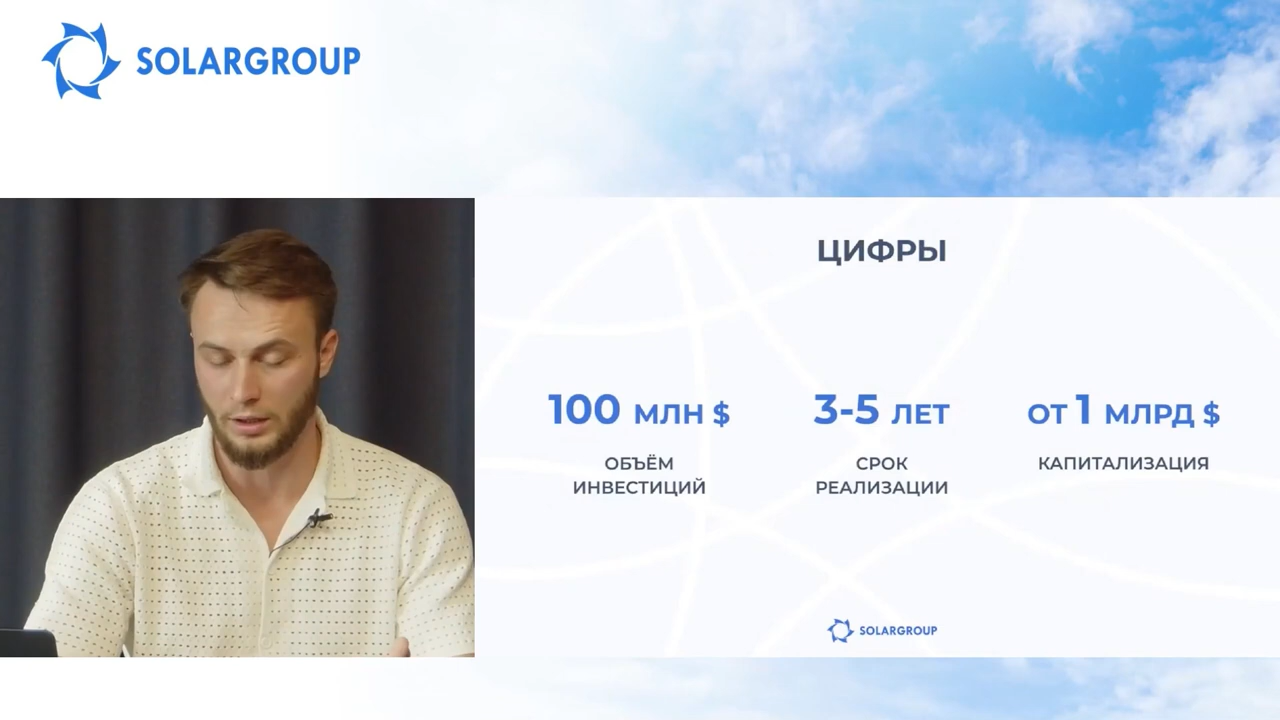 SOLARGROUP
ЦИФРЫ
100 МЛН $
ОБЪЁМ
ИНВЕСТИЦИЙ
3-5 ЛЕТ
СРОК
РЕАЛИЗАЦИИ
ОТ 1 МЛРД $
КАПИТАЛИЗАЦИЯ
SOLARGROUP